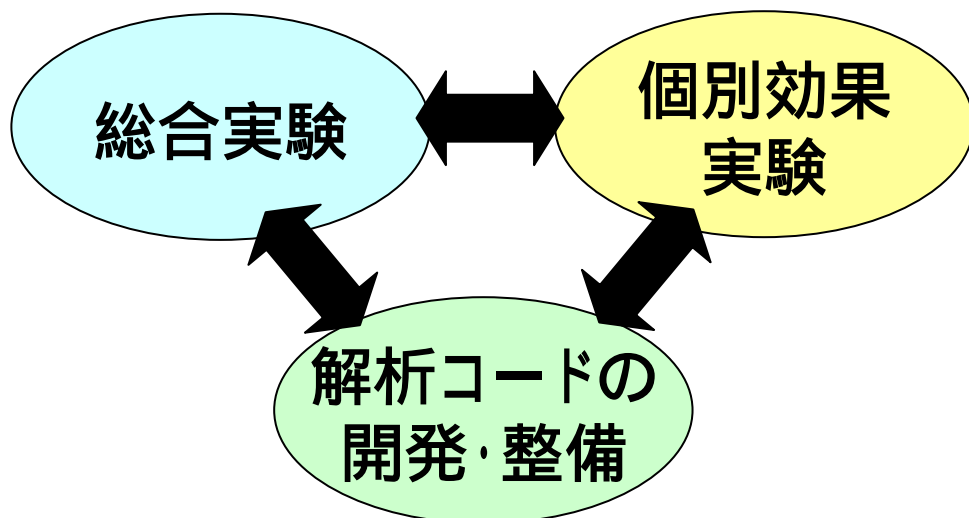 総合実験
個別効果
実験
解析コードの
開発・整備